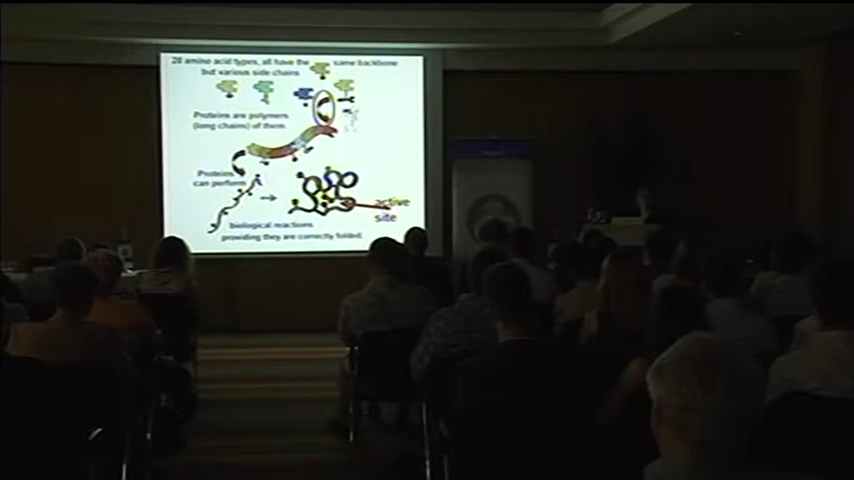 20 amino acid types, all have the same backbone
but various side chains
Proteins are polymers
(long chains) of them.
Proteins
can perform
active
site
biological reactions
providing they are correctly folded.